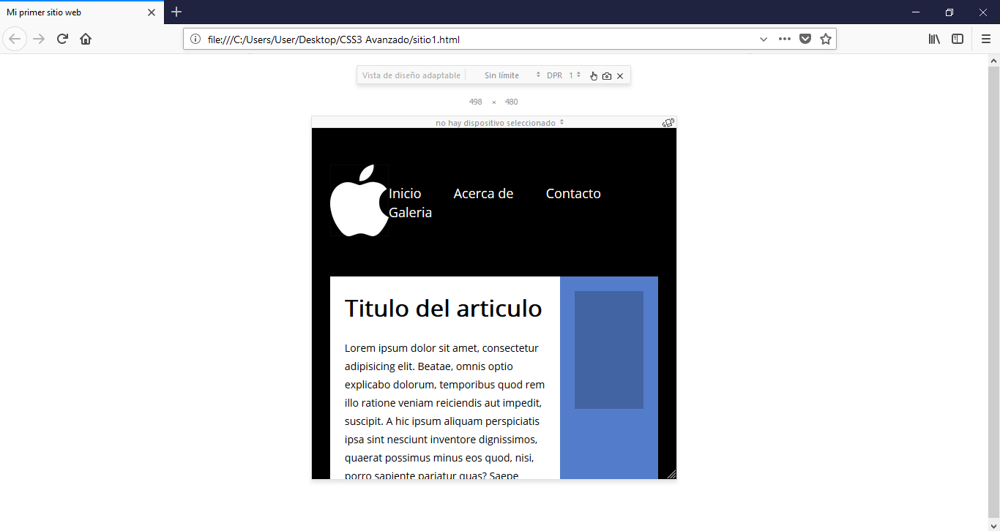 Mi primer sitio web
file:///C:/Users/User/Desktop/CSS3 Avanzado/sitio1.html
Vista de diseño adaptable Sin límite DPR 1
498 × 480
no hay dispositivo seleccionado
Inicio Acerca de Contacto
Galeria
Titulo del articulo
Lorem ipsum dolor sit amet, consectetur
adipisicing elit. Beatae, omnis optio
explicabo dolorum, temporibus quod rem
illo ratione veniam reiciendis aut impedit,
suscipit. A hic ipsum aliquam perspiciatis
ipsa sint nesciunt inventore dignissimos,
quaerat possimus minus eos quod, nisi,
porro sapiente pariatur quas? Saepe